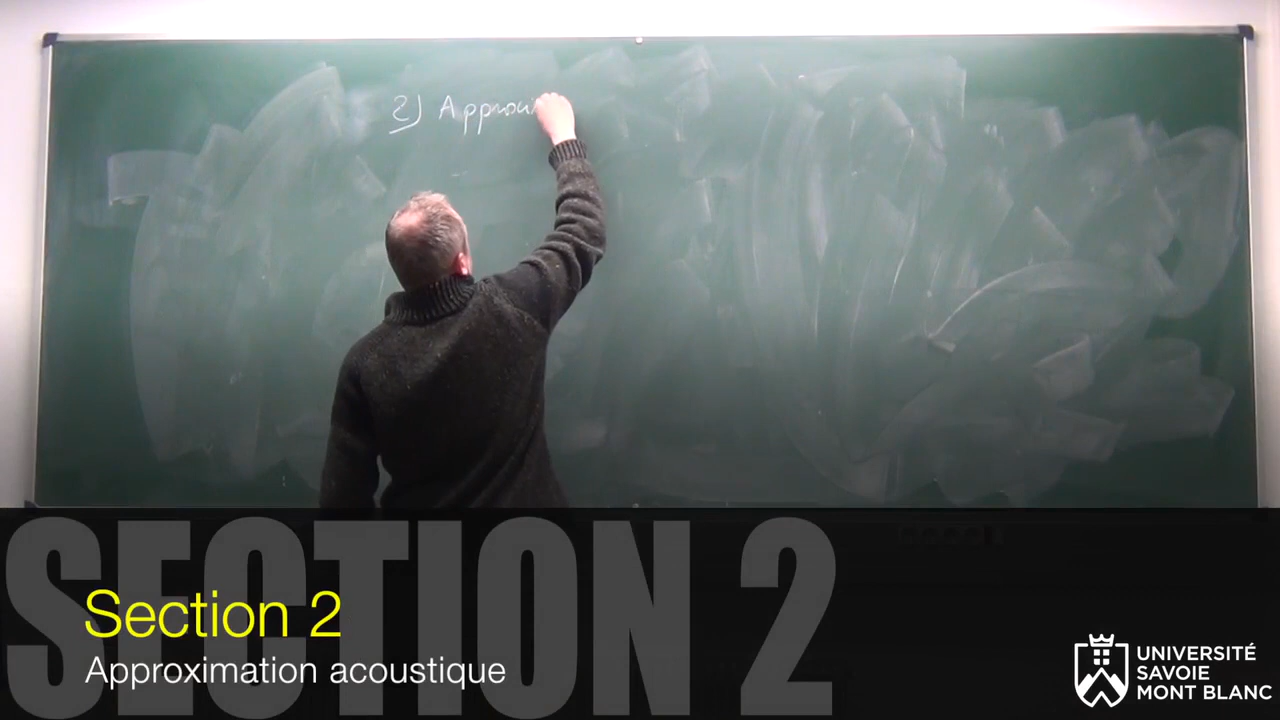 2) Approxi
SECTION 2
Section 2
Approximation acoustique
UNIVERSITÉ
SAVOIE
MONT BLANC